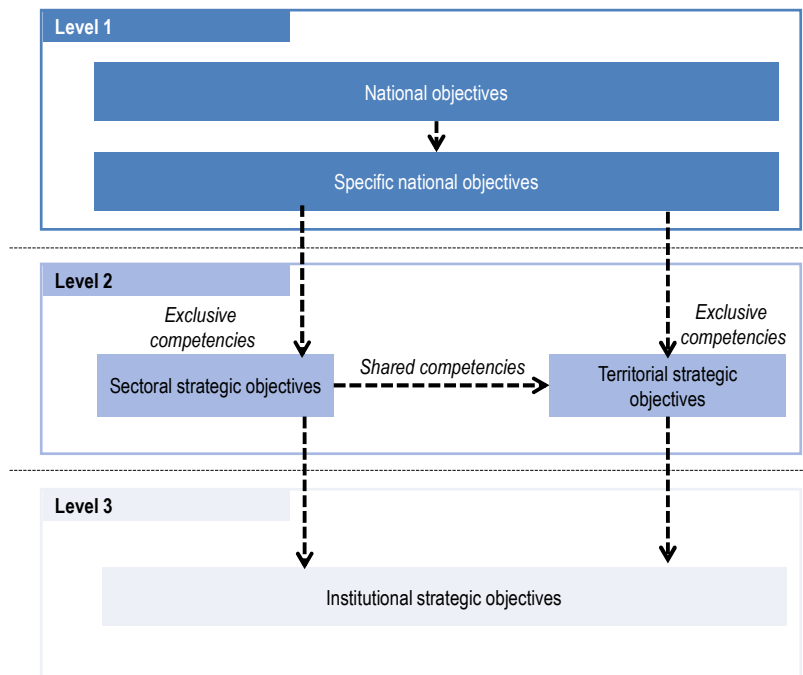 Level 1
National objectives
Specific national objectives
Level 2
Exclusive
competencies
Exclusive
competencies
Shared competencies
Sectoral strategic objectives
Territorial strategic
objectives
Level 3
Institutional strategic objectives